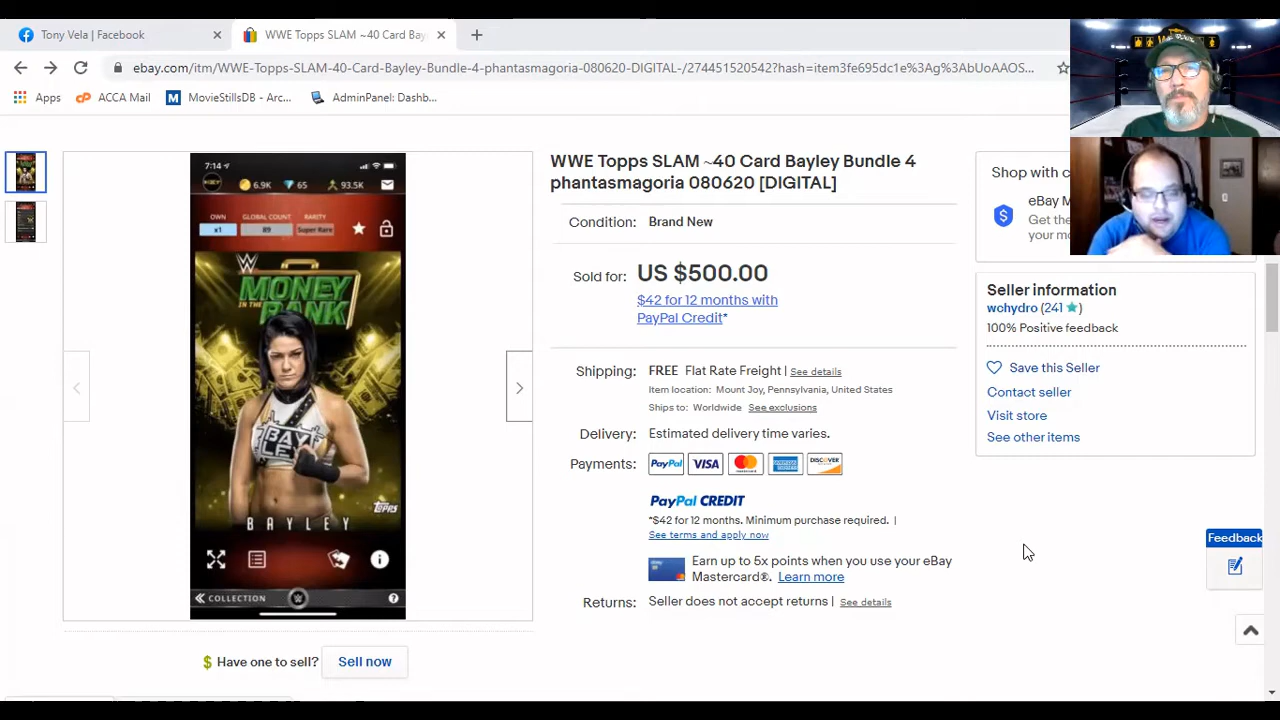 Tony Vela | Facebook
WWE Topps SLAM ~40 Card Bay
ebay.com/itm/WWE-Topps-SLAM-40-Card-Bayley-Bundle-4-phantasmagoria-080620-DIGITAL-/274451520542?hash=item3fe695dc1e%3Ag%3AbUoAAOS...
Apps
ACCA Mail
MovieStillsDB - Arc...
AdminPanel: Dashb...
7:14
6.9K
65
93.5K
OWN
GLOBAL COUNT
RARITY
x1
89
Super Rare
MONEY
IN THE
BANK
BAY
LEY
Topps
BAYLEY
COLLECTION
Have one to sell?
Sell now
WWE Topps SLAM ~40 Card Bayley Bundle 4
phantasmagoria 080620 [DIGITAL]
Condition: Brand New
Sold for: US $500.00
$42 for 12 months with
PayPal Credit*
Shipping: FREE Flat Rate Freight | See details
Item location: Mount Joy, Pennsylvania, United States
Ships to: Worldwide See exclusions
Delivery: Estimated delivery time varies.
Payments: PayPal VISA mastercard DISCOVER
PayPal CREDIT
*$42 for 12 months. Minimum purchase required. |
See terms and apply now
Earn up to 5x points when you use your eBay
Mastercard®. Learn more
Returns: Seller does not accept returns | See details
Shop with c
eBay M
Get the
your mo
Seller information
wchydro (241 ★)
100% Positive feedback
Save this Seller
Contact seller
Visit store
See other items
Feedback